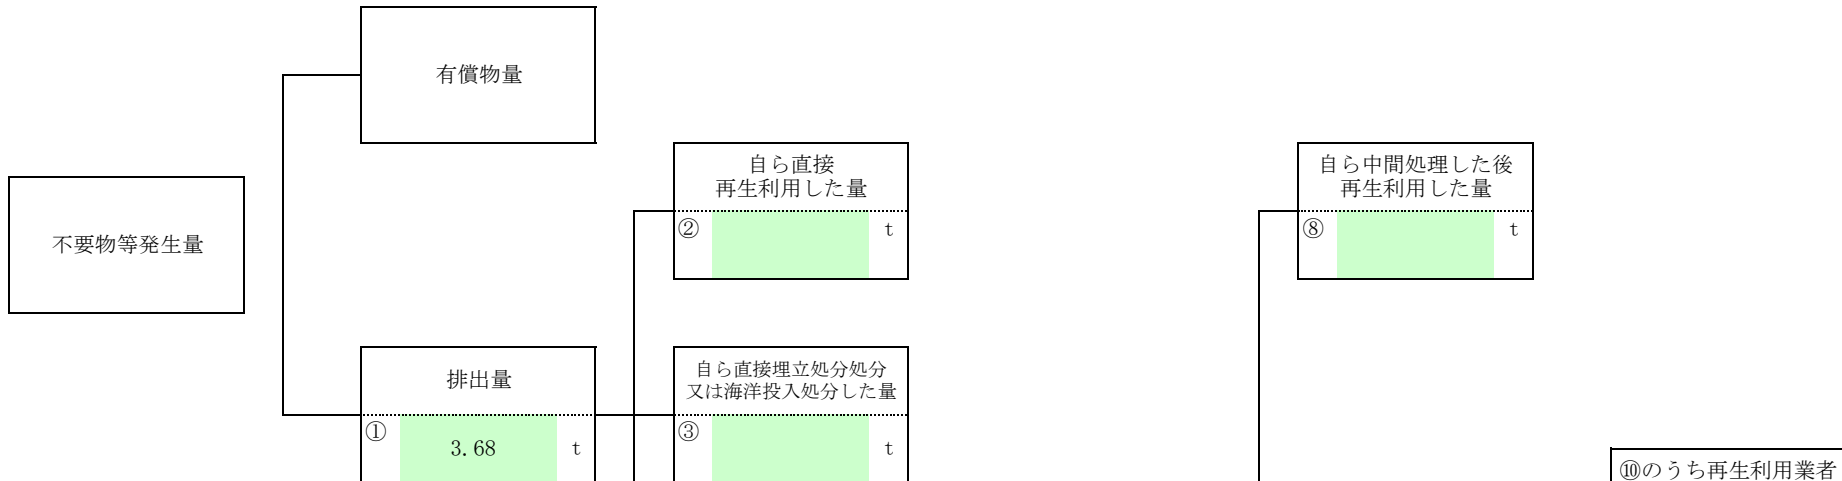 有償物量
自ら直接
再生利用した量
② t
自ら中間処理した後
再生利用した量
⑧ t
不要物等発生量
排出量
① 3.68 t
自ら直接埋立処分処分
又は海洋投入処分した量
③ t
⑩のうち再生利用業者